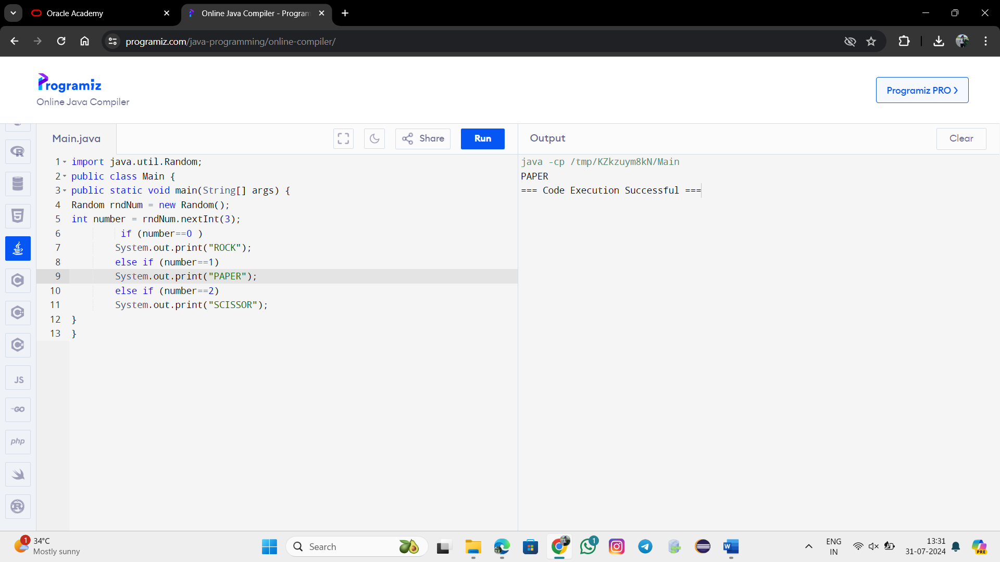 Oracle Academy
Online Java Compiler - Program
programiz.com/java-programming/online-compiler/
Programiz
Online Java Compiler
Programiz PRO
Main.java
Share
Run
Output
Clear
1 import java.util.Random;
2 public class Main {
3 public static void main(String[] args) {
4 Random rndNum = new Random();
5 int number = rndNum.nextInt(3);
6 if (number==0 )
7 System.out.print("ROCK");
8 else if (number==1)
9 System.out.print("PAPER");
10 else if (number==2)
11 System.out.print("SCISSOR");
12 }
13 }
java -cp /tmp/KZkzuym8kN/Main
PAPER
=== Code Execution Successful ===
R
5
C
C
C
JS
GO
php
R
1
34°C
Mostly sunny
Search
1
W
ENG
IN
13:31
31-07-2024
PRE